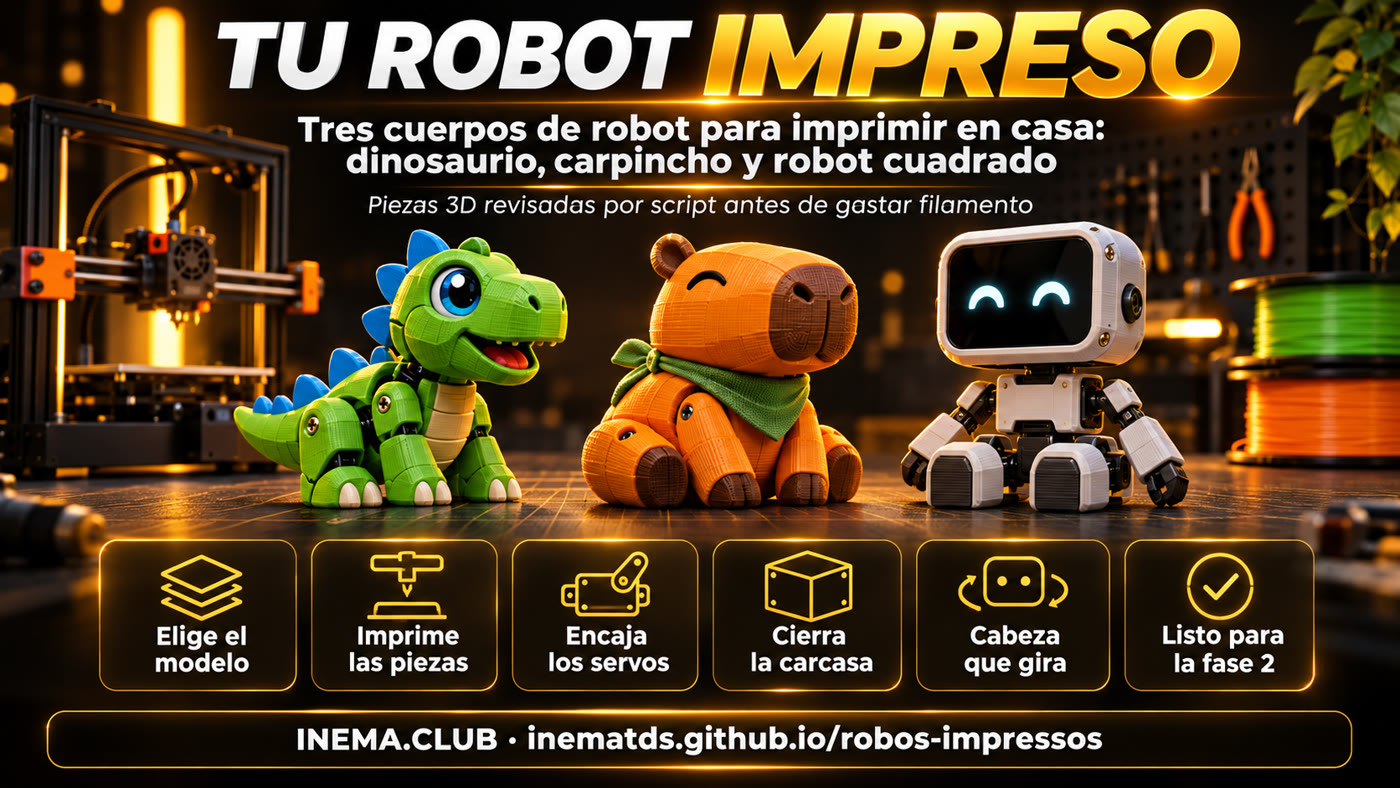 TU ROBOT IMPRESO
Tres cuerpos de robot para imprimir en casa:
dinosaurio, carpincho y robot cuadrado
Piezas 3D revisadas por script antes de gastar filamento
Elige el
modelo
Imprime
las piezas
Encaja
los servos
Cierra
la carcasa
Cabeza
que gira
Listo para
la fase 2
INEMA.CLUB · inematds.github.io/robos-impressos